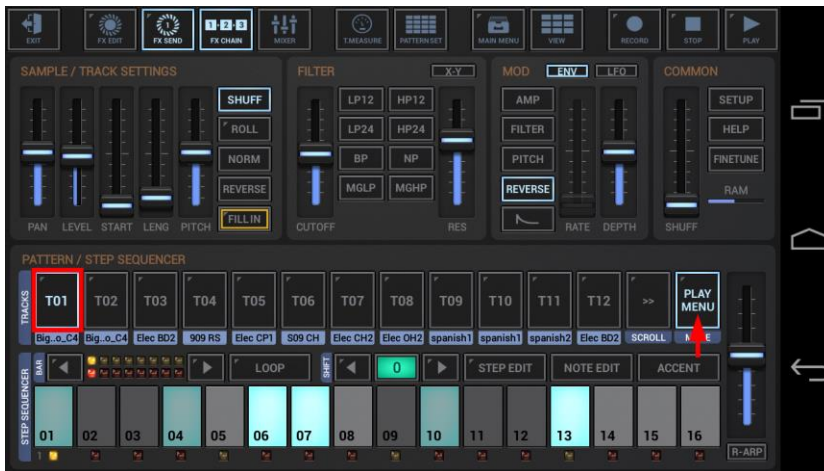 EXIT
FX EDIT
FX SEND
1-2-3
FX CHAIN
MIXER
T.MEASURE
PATTERN SET
MAIN MENU
VIEW
RECORD
STOP
PLAY
SAMPLE / TRACK SETTINGS
FILTER
X-Y
MOD
ENV
LFO
COMMON
SHUFF
LP12
HP12
AMP
SETUP
ROLL
LP24
HP24
FILTER
HELP
NORM
BP
NP
PITCH
FINETUNE
REVERSE
MGLP
MGHP
REVERSE
RAM
FILL IN
PAN
LEVEL
START
LENG
PITCH
CUTOFF
RES
RATE
DEPTH
SHUFF
PATTERN / STEP SEQUENCER
TRACKS
T01
T02
T03
T04
T05
T06
T07
T08
T09
T10
T11
T12
>>
PLAY
MENU
Big..o_C4
Big..o_C4
Elec BD2
909 RS
Elec CP1
S09 CH
Elec CH2
Elec OH2
spanish1
spanish1
spanish2
Elec BD2
SCROLL
BAR
LOOP
SHIFT
0
STEP EDIT
NOTE EDIT
ACCENT
STEP SEQUENCER
01
02
03
04
05
06
07
08
09
10
11
12
13
14
15
16
1
R-ARP